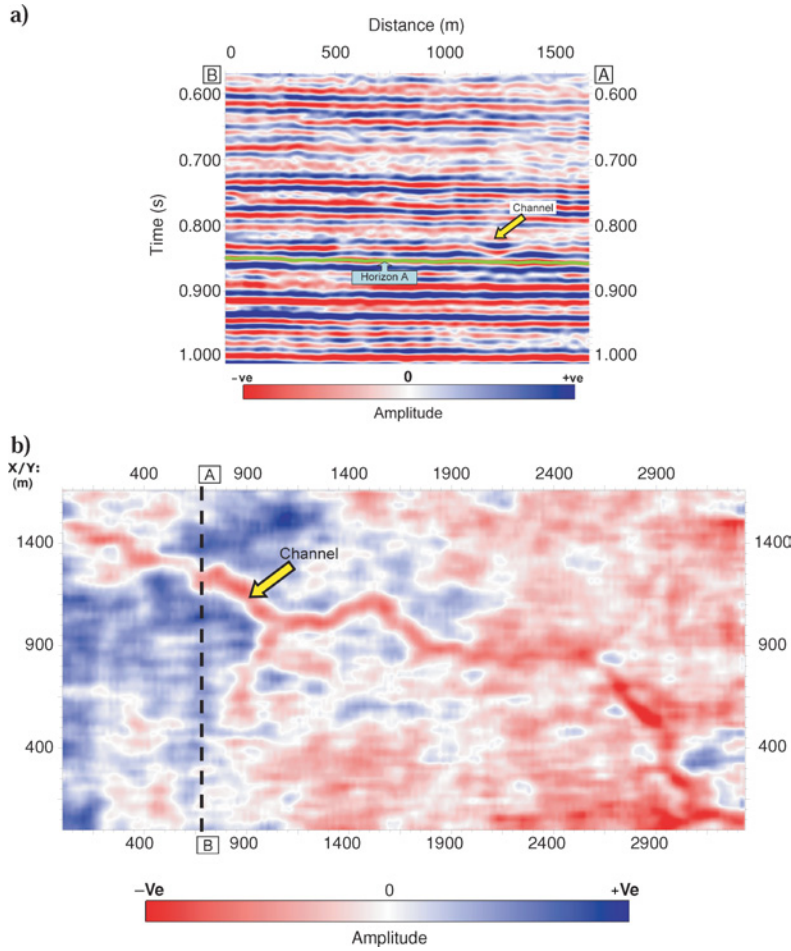 a)
Distance (m)
0 500 1000 1500
B A
0.600 0.600
0.700 0.700
Time (s)
0.800 0.800
Channel
Horizon A
0.900 0.900
1.000 1.000
−ve 0 +ve
Amplitude
b)
X/Y:
(m)
400 A 900 1400 1900 2400 2900
1400 1400
Channel
900 900
400 400
400 B 900 1400 1900 2400 2900
−Ve 0 +Ve
Amplitude